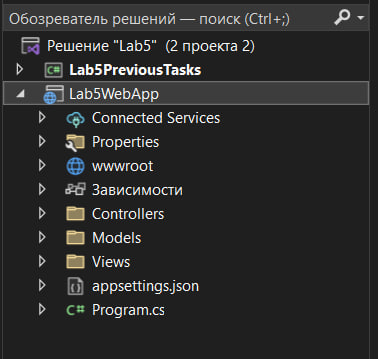 Обозреватель решений — поиск (Ctrl+;)
Решение "Lab5" (2 проекта 2)
Lab5PreviousTasks
Lab5WebApp
Connected Services
Properties
wwwroot
Зависимости
Controllers
Models
Views
appsettings.json
Program.cs